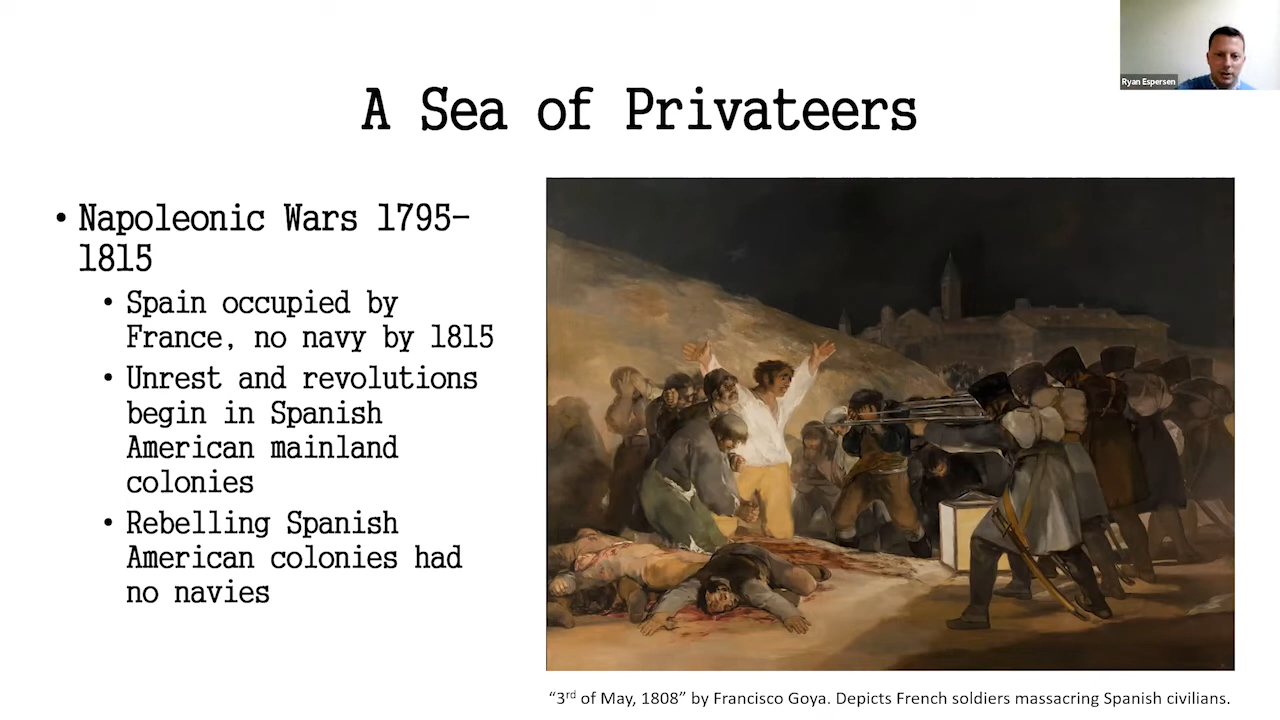 Ryan Espersen
A Sea of Privateers
• Napoleonic Wars 1795–
1815
• Spain occupied by
France, no navy by 1815
• Unrest and revolutions
begin in Spanish
American mainland
colonies
• Rebelling Spanish
American colonies had
no navies
“3rd of May, 1808” by Francisco Goya. Depicts French soldiers massacring Spanish civilians.